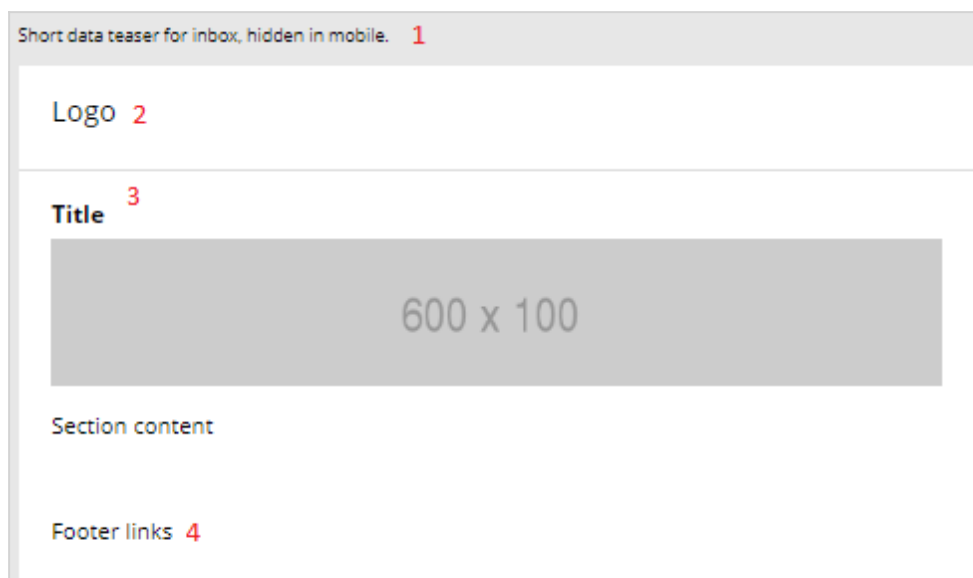 Short data teaser for inbox, hidden in mobile. 1
Logo 2
Title 3
600 x 100
Section content
Footer links 4